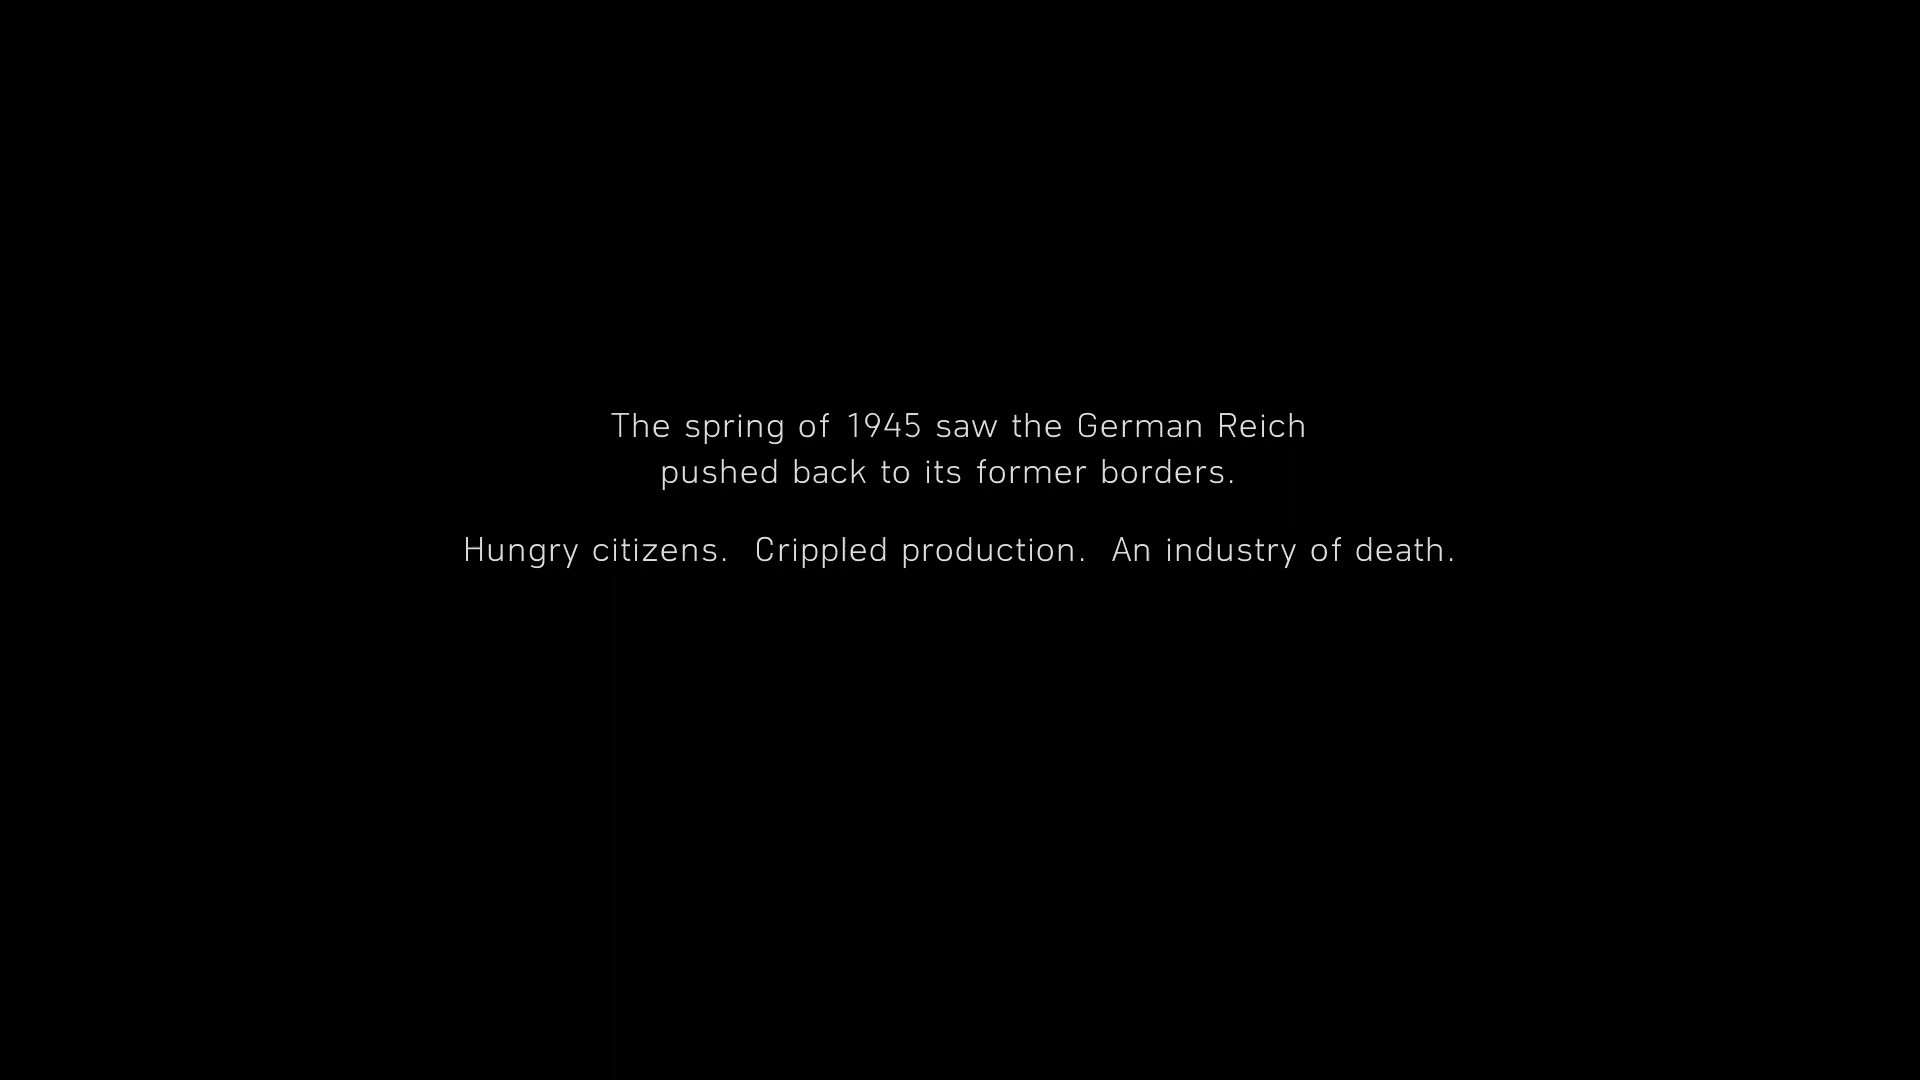 The spring of 1945 saw the German Reich
pushed back to its former borders.
Hungry citizens.  Crippled production.  An industry of death.